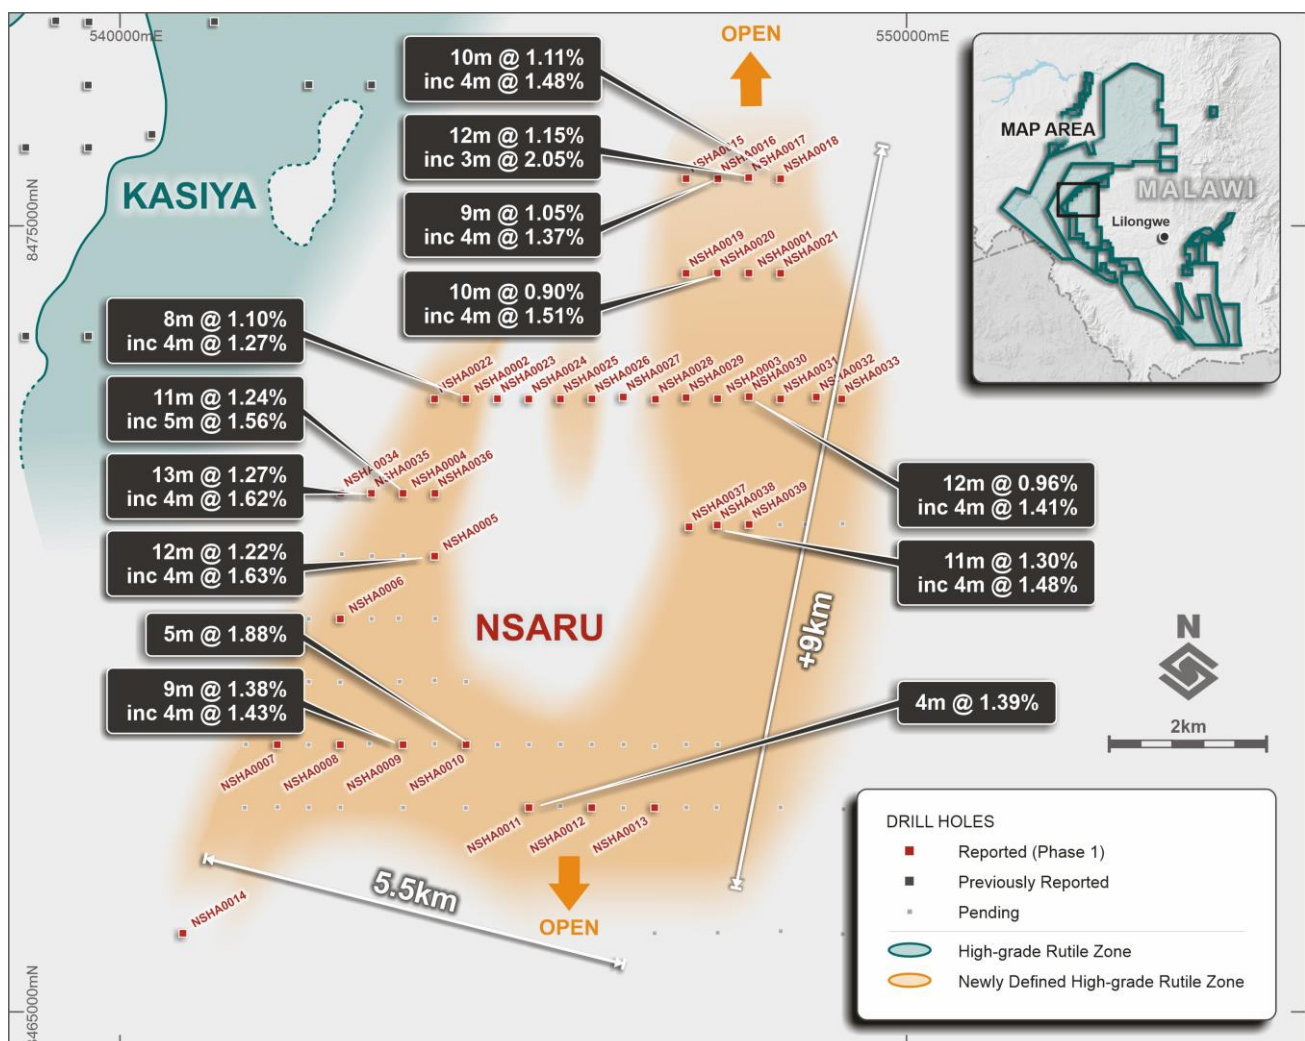 540000mE
550000mE
8475000mN
8465000mN
OPEN
10m @ 1.11%
inc 4m @ 1.48%
12m @ 1.15%
inc 3m @ 2.05%
9m @ 1.05%
inc 4m @ 1.37%
10m @ 0.90%
inc 4m @ 1.51%
8m @ 1.10%
inc 4m @ 1.27%
11m @ 1.24%
inc 5m @ 1.56%
13m @ 1.27%
inc 4m @ 1.62%
12m @ 1.22%
inc 4m @ 1.63%
5m @ 1.88%
9m @ 1.38%
inc 4m @ 1.43%
12m @ 0.96%
inc 4m @ 1.41%
11m @ 1.30%
inc 4m @ 1.48%
4m @ 1.39%
KASIYA
NSARU
NSHA0015
NSHA0016
NSHA0017
NSHA0018
NSHA0019
NSHA0020
NSHA0001
NSHA0021
NSHA0022
NSHA0002
NSHA0023
NSHA0024
NSHA0025
NSHA0026
NSHA0027
NSHA0028
NSHA0029
NSHA0003
NSHA0030
NSHA0031
NSHA0032
NSHA0033
NSHA0034
NSHA0035
NSHA0004
NSHA0036
NSHA0037
NSHA0038
NSHA0039
NSHA0005
NSHA0006
NSHA0007
NSHA0008
NSHA0009
NSHA0010
NSHA0011
NSHA0012
NSHA0013
NSHA0014
+9km
5.5km
OPEN
MAP AREA
MALAWI
Lilongwe
N
2km
DRILL HOLES
Reported (Phase 1)
Previously Reported
Pending
High-grade Rutile Zone
Newly Defined High-grade Rutile Zone